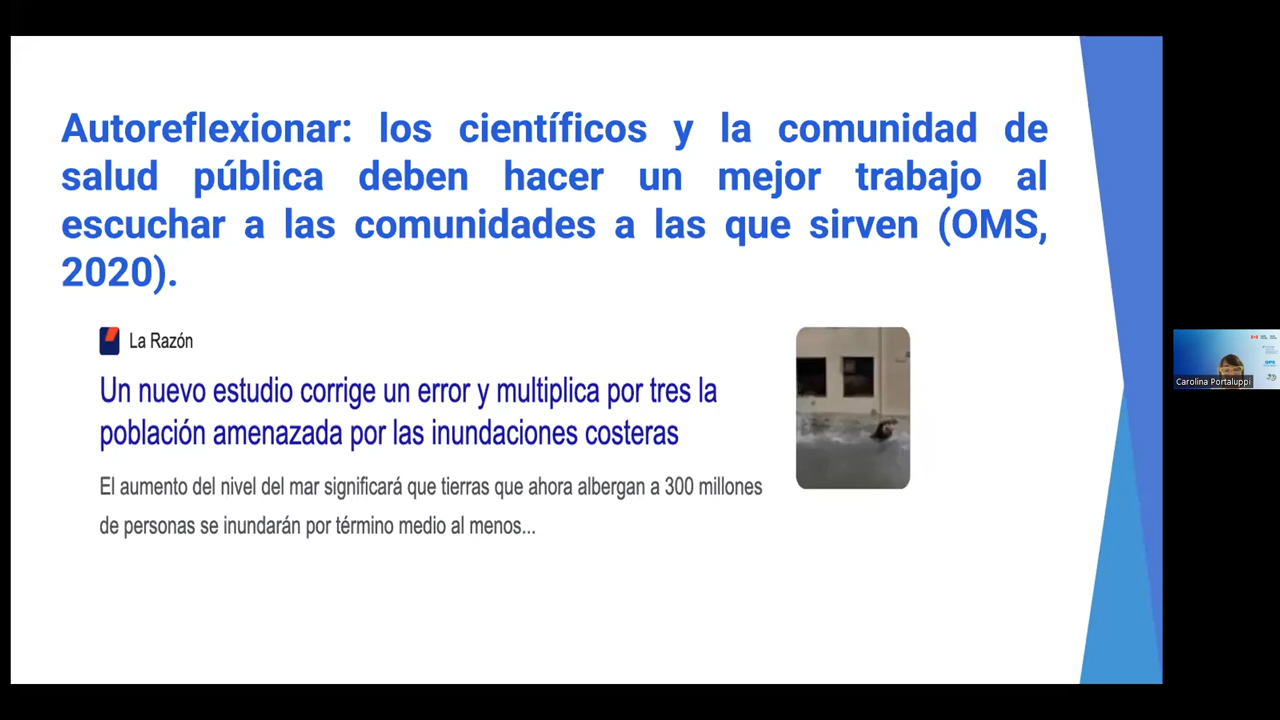 Autoreflexionar: los científicos y la comunidad de
salud pública deben hacer un mejor trabajo al
escuchar a las comunidades a las que sirven (OMS,
2020).
La Razón
Un nuevo estudio corrige un error y multiplica por tres la
población amenazada por las inundaciones costeras
El aumento del nivel del mar significará que tierras que ahora albergan a 300 millones
de personas se inundarán por término medio al menos...
Carolina Portaluppi